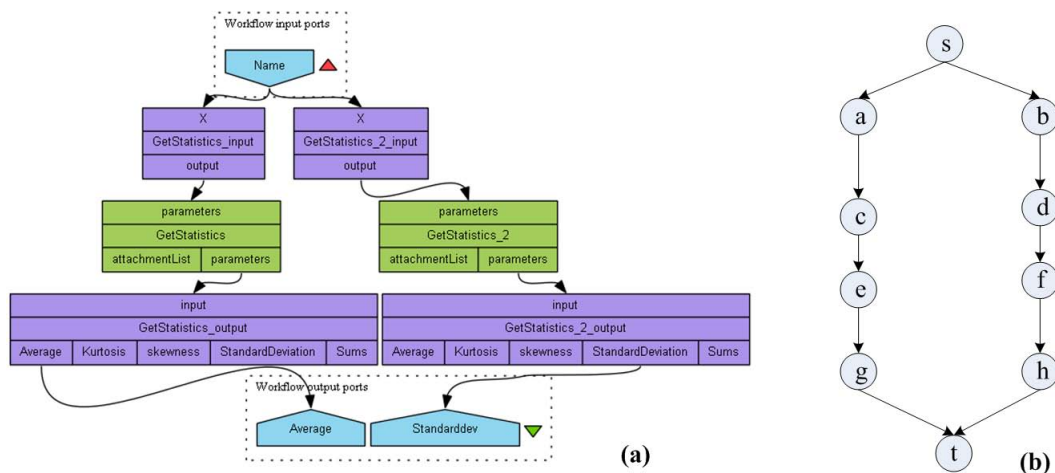 Workflow input ports
Name
X
GetStatistics_input
output
X
GetStatistics_2_input
output
parameters
GetStatistics
attachmentList parameters
parameters
GetStatistics_2
attachmentList parameters
input
GetStatistics_output
Average Kurtosis skewness StandardDeviation Sums
input
GetStatistics_2_output
Average Kurtosis skewness StandardDeviation Sums
Workflow output ports
Average
Standarddev
(a)
s
a
b
c
d
e
f
g
h
t
(b)